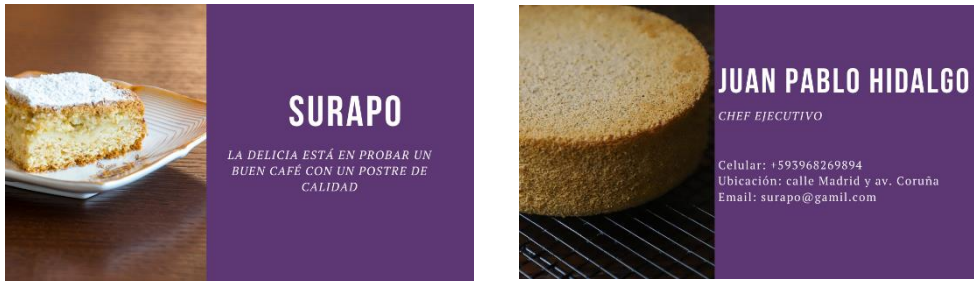 SURAPO
LA DELICIA ESTÁ EN PROBAR UN
BUEN CAFÉ CON UN POSTRE DE
CALIDAD
JUAN PABLO HIDALGO
CHEF EJECUTIVO
Celular: +593968269894
Ubicación: calle Madrid y av. Coruña
Email: surapo@gamil.com